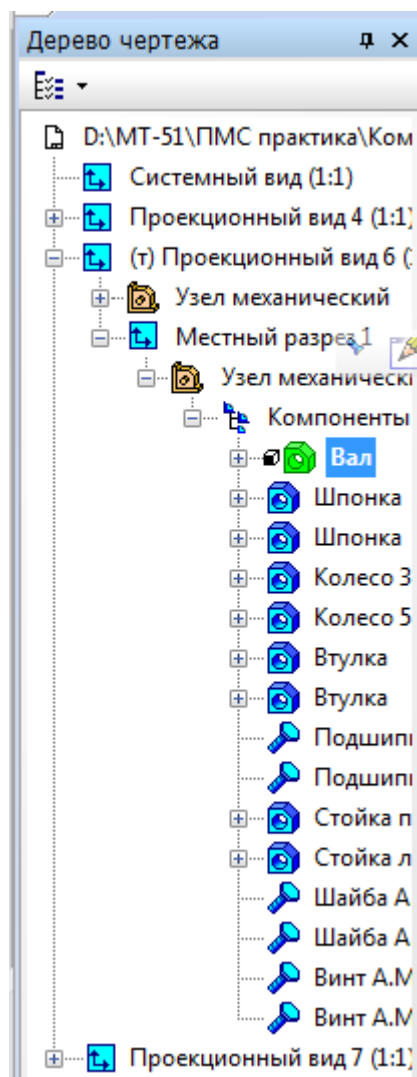 Дерево чертежа
D:\МТ-51\ПМС практика\Ком
Системный вид (1:1)
Проекционный вид 4 (1:1)
(т) Проекционный вид 6 (
Узел механический
Местный разрез 1
Узел механически
Компоненты
Вал
Шпонка
Шпонка
Колесо 3
Колесо 5
Втулка
Втулка
Подшип
Подшип
Стойка п
Стойка л
Шайба А
Шайба А
Винт А.М
Винт А.М
Проекционный вид 7 (1:1)